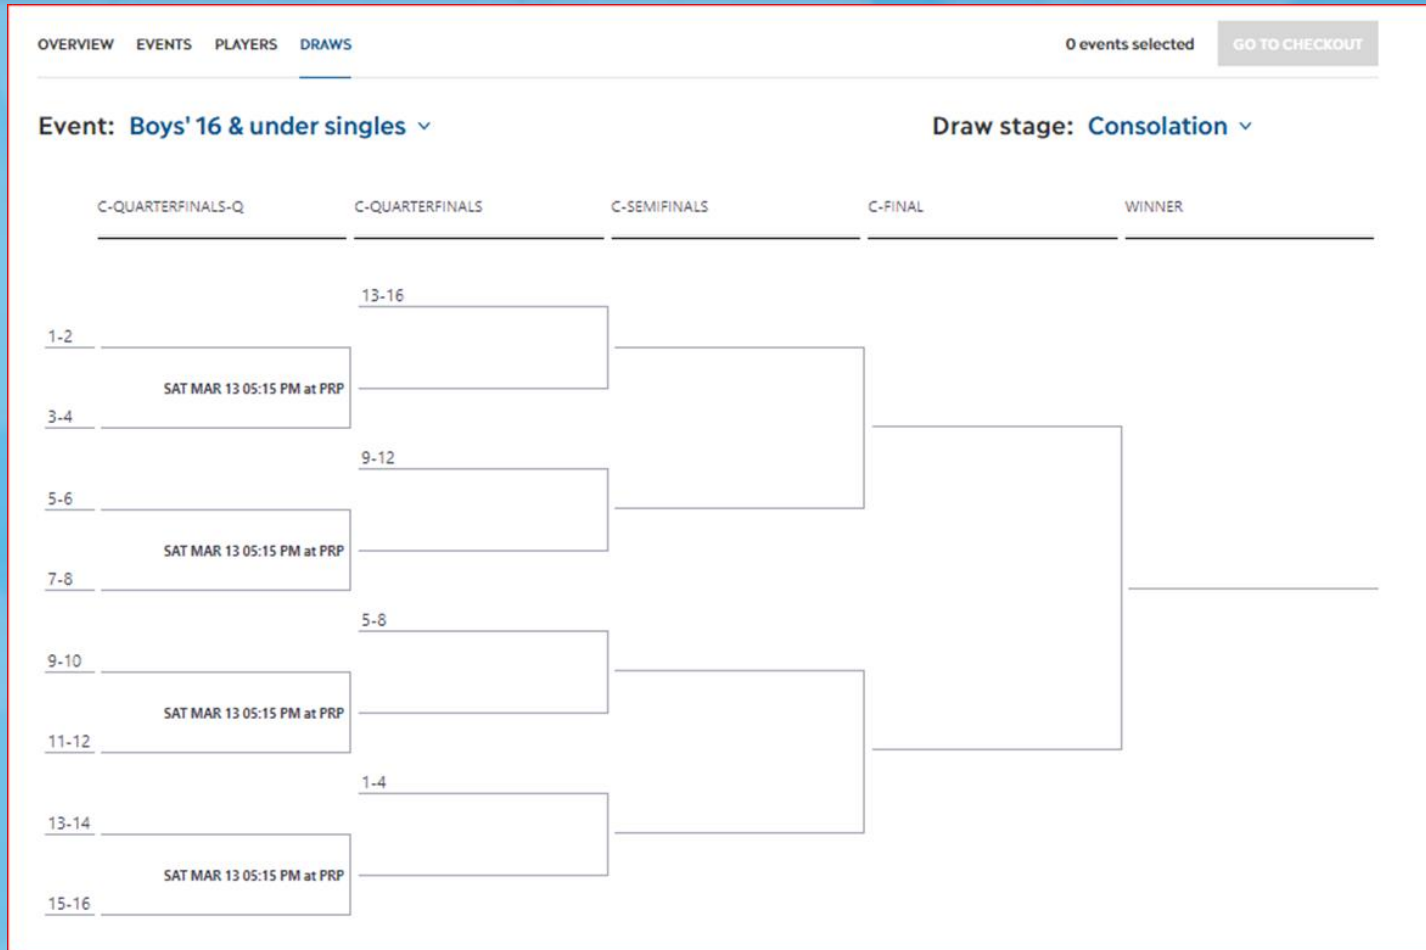 OVERVIEW EVENTS PLAYERS DRAWS 0 events selected GO TO CHECKOUT
Event: Boys' 16 & under singles Draw stage: Consolation
C-QUARTERFINALS-Q C-QUARTERFINALS C-SEMIFINALS C-FINAL WINNER
13-16
1-2
SAT MAR 13 05:15 PM at PRP
3-4
9-12
5-6
SAT MAR 13 05:15 PM at PRP
7-8
5-8
9-10
SAT MAR 13 05:15 PM at PRP
11-12
1-4
13-14
SAT MAR 13 05:15 PM at PRP
15-16